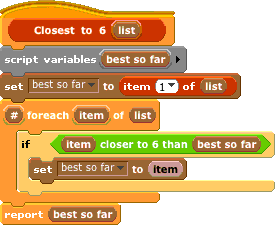 Closest to 6 list
script variables best so far
set best so far to item 1 of list
# foreach item of list
if item closer to 6 than best so far
set best so far to item
report best so far